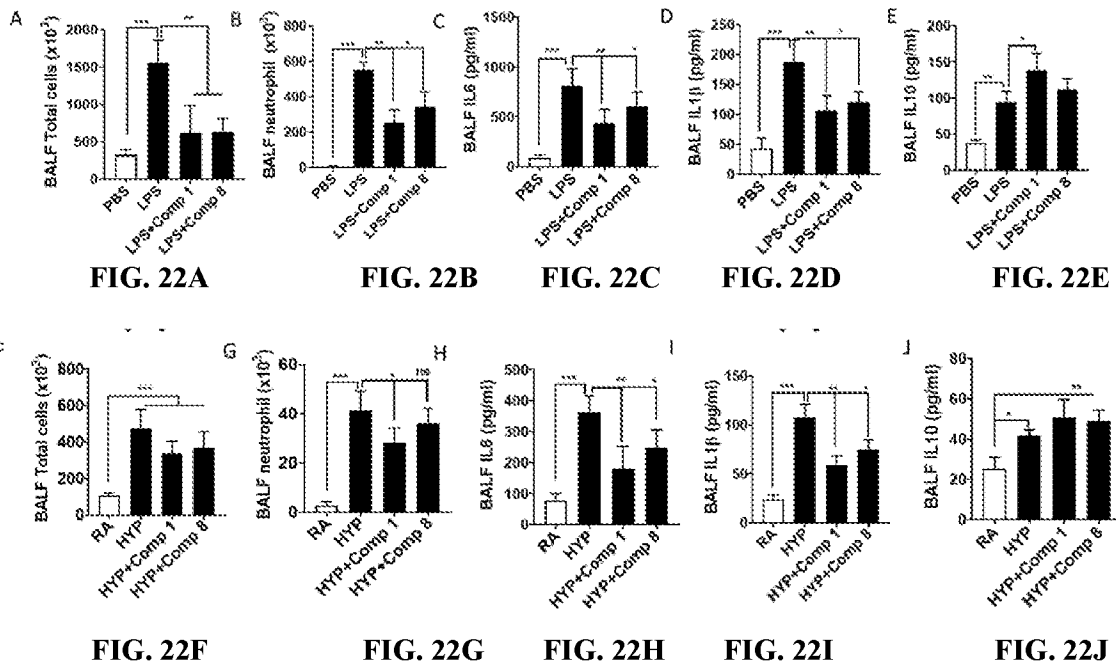 A
BALF Total cells (x10³)
2000
1500
1000
500
0
PBS
LPS
LPS+Comp 1
LPS+Comp 8
FIG. 22A
B
BALF neutrophil (x10³)
800
600
400
200
0
PBS
LPS
LPS+Comp 1
LPS+Comp 8
FIG. 22B
C
BALF IL6 (pg/ml)
1500
1000
500
0
PBS
LPS
LPS+Comp 1
LPS+Comp 8
FIG. 22C
D
BALF IL1β (pg/ml)
250
200
150
100
50
0
PBS
LPS
LPS+Comp 1
LPS+Comp 8
FIG. 22D
E
BALF IL10 (pg/ml)
200
150
100
50
0
PBS
LPS
LPS+Comp 1
LPS+Comp 8
FIG. 22E
BALF Total cells (x10³)
800
600
400
200
0
RA
HYP
HYP+Comp 1
HYP+Comp 8
FIG. 22F
G
BALF neutrophil (x10³)
60
40
20
0
RA
HYP
HYP+Comp 1
HYP+Comp 8
FIG. 22G
H
BALF IL6 (pg/ml)
500
400
300
200
100
0
RA
HYP
HYP+Comp 1
HYP+Comp 8
FIG. 22H
I
BALF IL1β (pg/ml)
150
100
50
0
RA
HYP
HYP+Comp 1
HYP+Comp 8
FIG. 22I
J
BALF IL10 (pg/ml)
80
60
40
20
0
RA
HYP
HYP+Comp 1
HYP+Comp 8
FIG. 22J